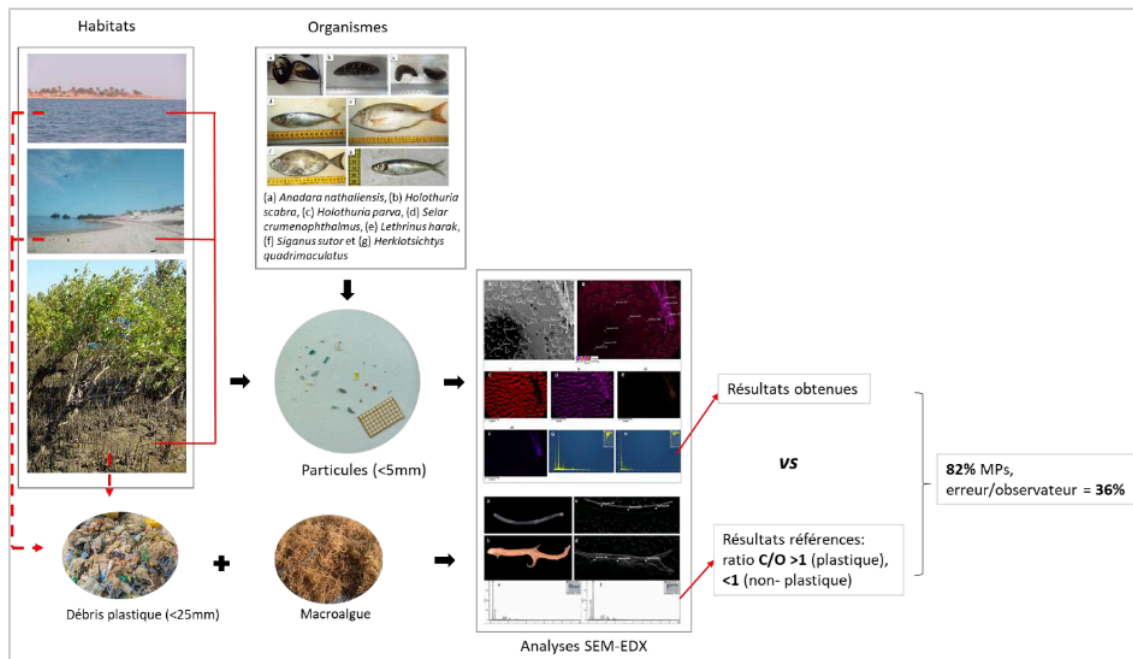 Habitats
Organismes
(a) Anadara nathaliensis, (b) Holothuria
scabra, (c) Holothuria parva, (d) Selar
crumenophthalmus, (e) Lethrinus harak,
(f) Siganus sutor et (g) Herklotsichtys
quadrimaculatus
Particules (<5mm)
Résultats obtenues
vs
82% MPs,
erreur/observateur = 36%
Résultats références:
ratio C/O >1 (plastique),
<1 (non- plastique)
Débris plastique (<25mm)
Macroalgue
Analyses SEM-EDX